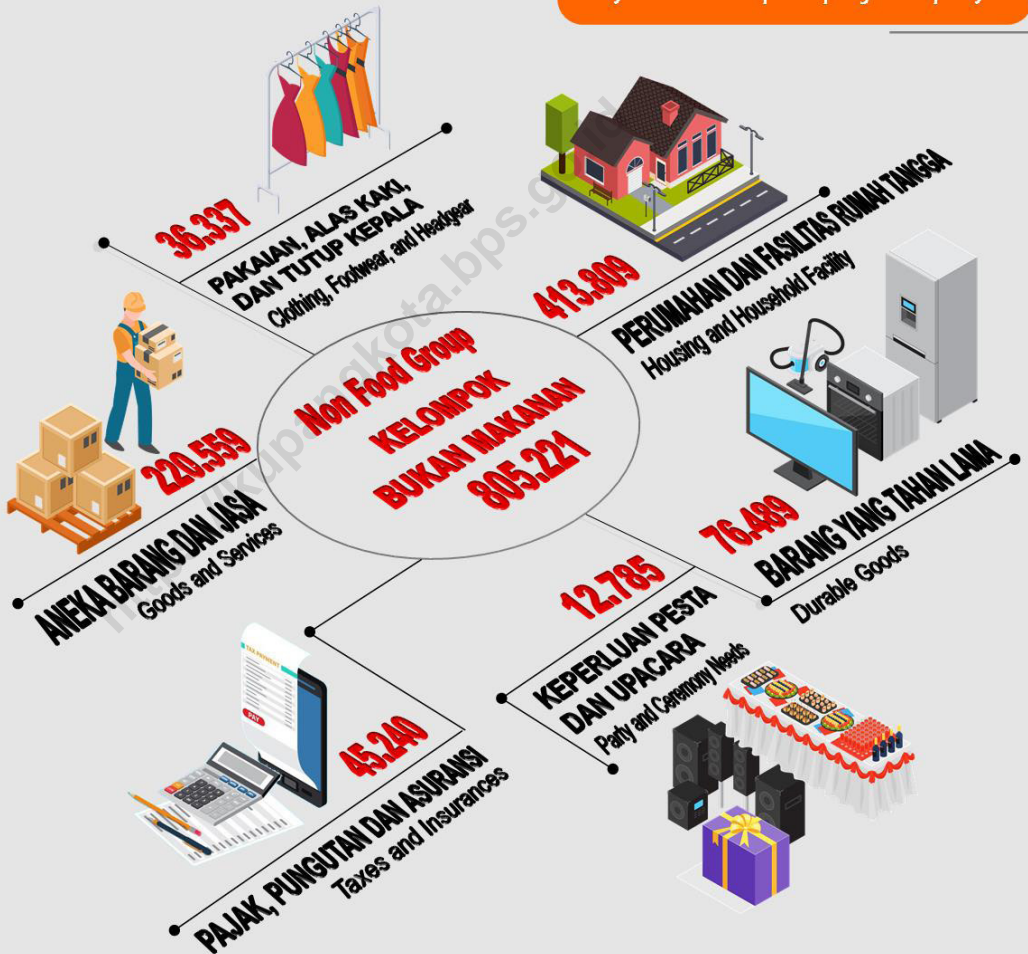 36.337
PAKAIAN, ALAS KAKI,
DAN TUTUP KEPALA
Clothing, Footwear, and Headgear
413.809
PERUMAHAN DAN FASILITAS RUMAH TANGGA
Housing and Household Facility
Non Food Group
KELOMPOK
BUKAN MAKANAN
805.221
220.559
ANEKA BARANG DAN JASA
Goods and Services
76.489
BARANG YANG TAHAN LAMA
Durable Goods
12.785
KEPERLUAN PESTA
DAN UPACARA
Party and Ceremony Needs
TAX PAYMENT
PAY
45.240
PAJAK, PUNGUTAN DAN ASURANSI
Taxes and Insurances